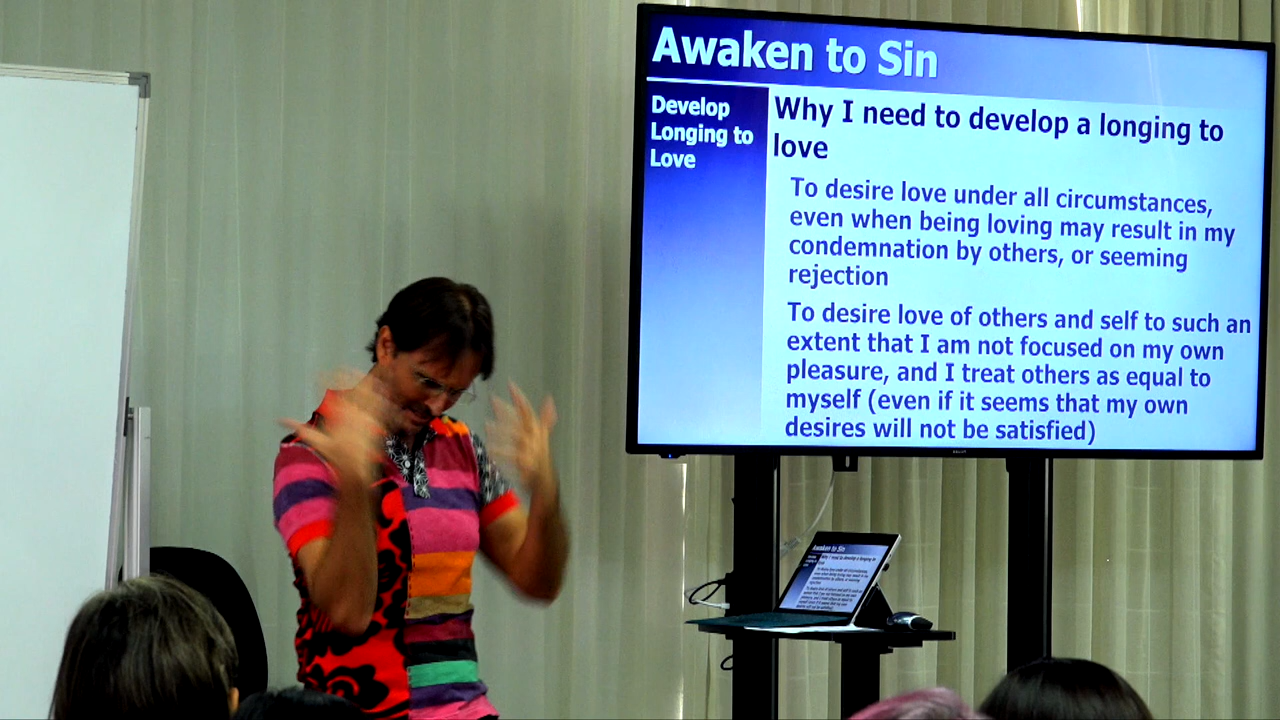 Awaken to Sin
Develop
Longing to
Love
Why I need to develop a longing to
love
To desire love under all circumstances,
even when being loving may result in my
condemnation by others, or seeming
rejection
To desire love of others and self to such an
extent that I am not focused on my own
pleasure, and I treat others as equal to
myself (even if it seems that my own
desires will not be satisfied)
Awaken to Sin